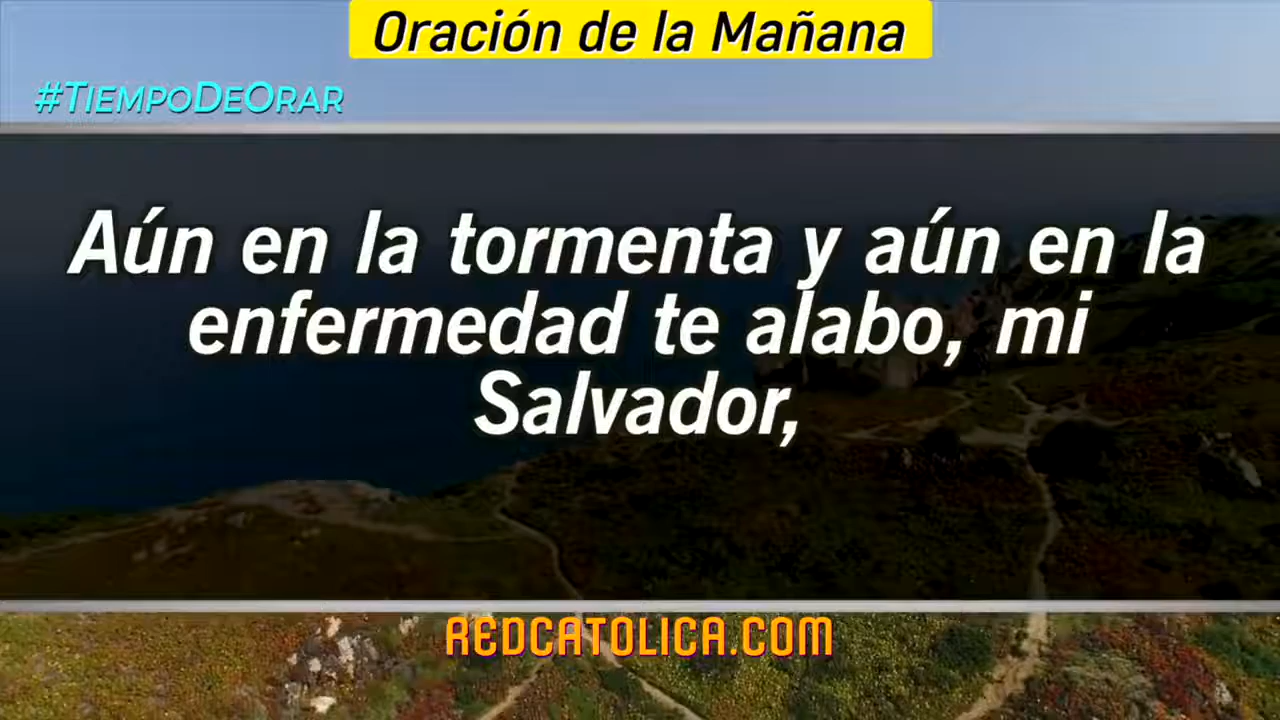 Oración de la Mañana
#TiempoDeOrar
Aún en la tormenta y aún en la
enfermedad te alabo, mi
Salvador,
REDCATOLICA.COM